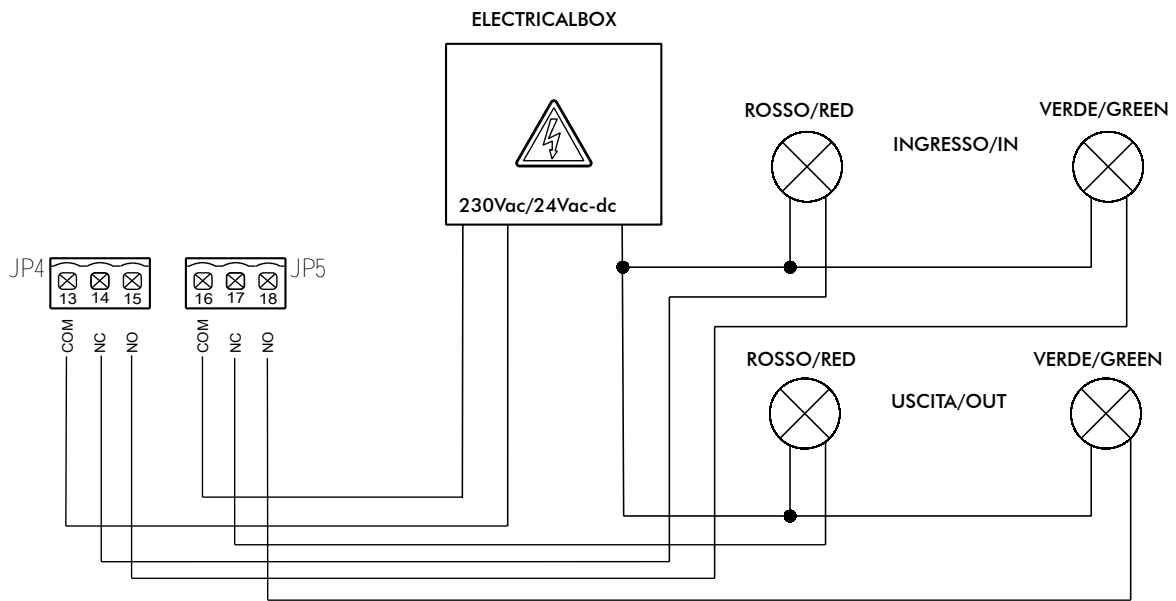 ELECTRICALBOX
230Vac/24Vac-dc
ROSSO/RED
INGRESSO/IN
VERDE/GREEN
JP4
13 14 15
COM NC NO
JP5
16 17 18
COM NC NO
ROSSO/RED
USCITA/OUT
VERDE/GREEN